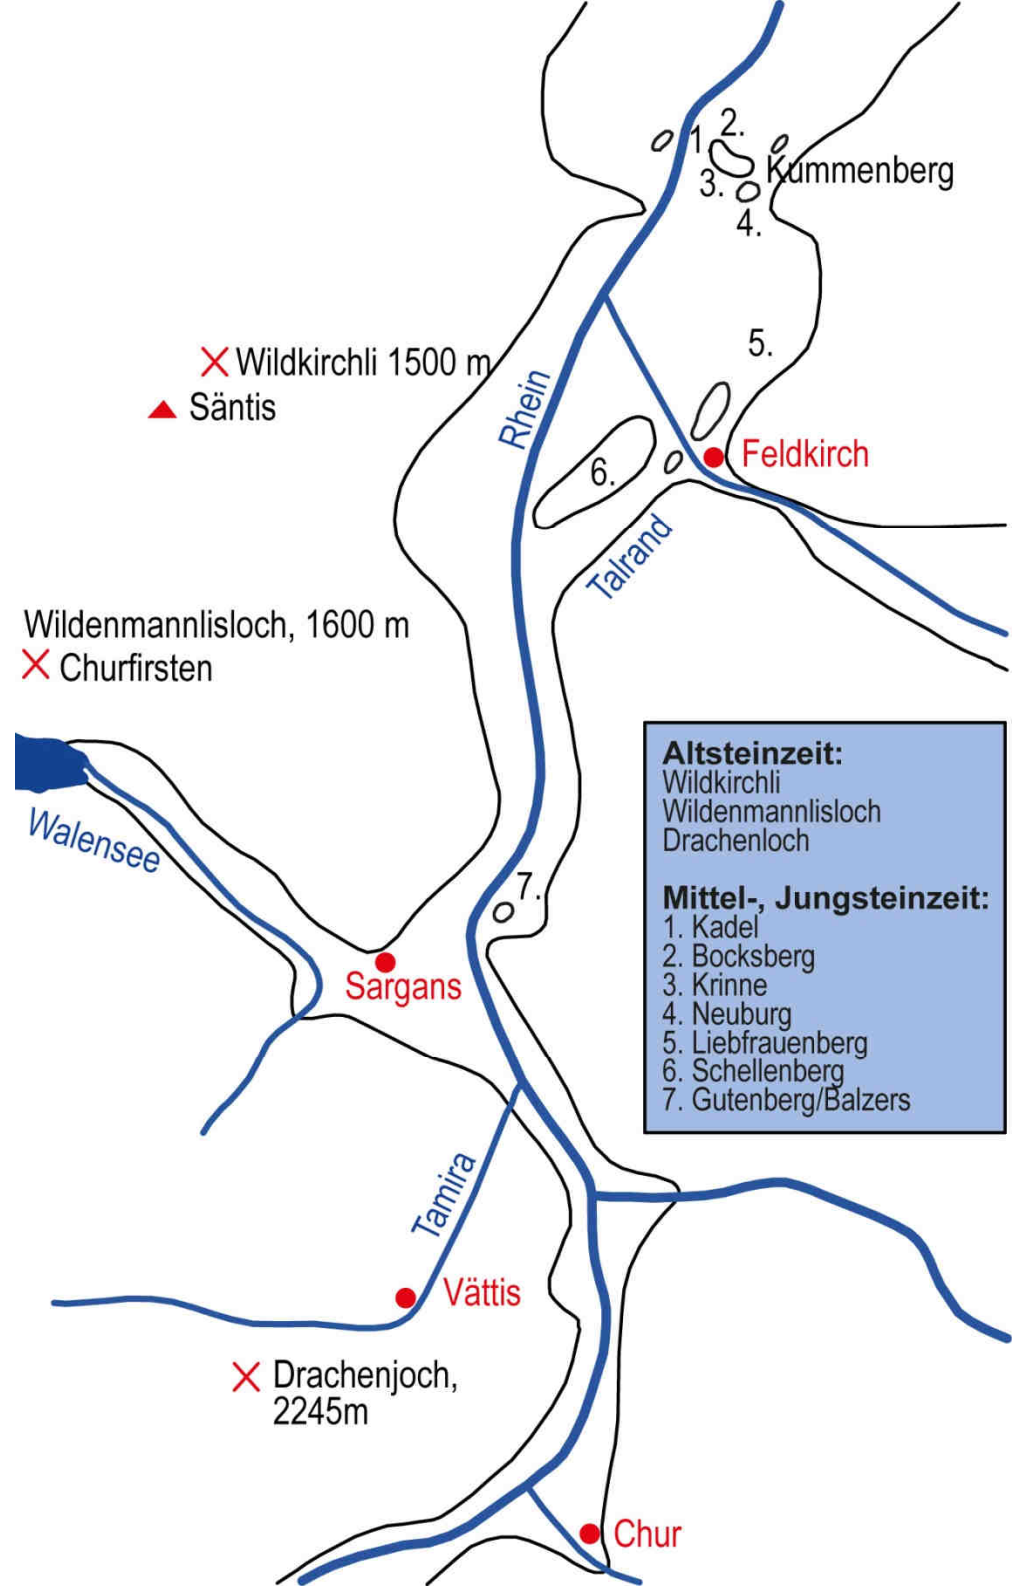 2.
1.
Kummenberg
3.
4.
5.
Wildkirchli 1500 m
Säntis
Rhein
Feldkirch
6.
Talrand
Wildenmannlisloch, 1600 m
Churfirsten
Walensee
7.
Sargans
Altsteinzeit:
Wildkirchli
Wildenmannlisloch
Drachenloch
Mittel-, Jungsteinzeit:
1. Kadel
2. Bocksberg
3. Krinne
4. Neuburg
5. Liebfrauenberg
6. Schellenberg
7. Gutenberg/Balzers
Tamira
Vättis
Drachenjoch,
2245m
Chur